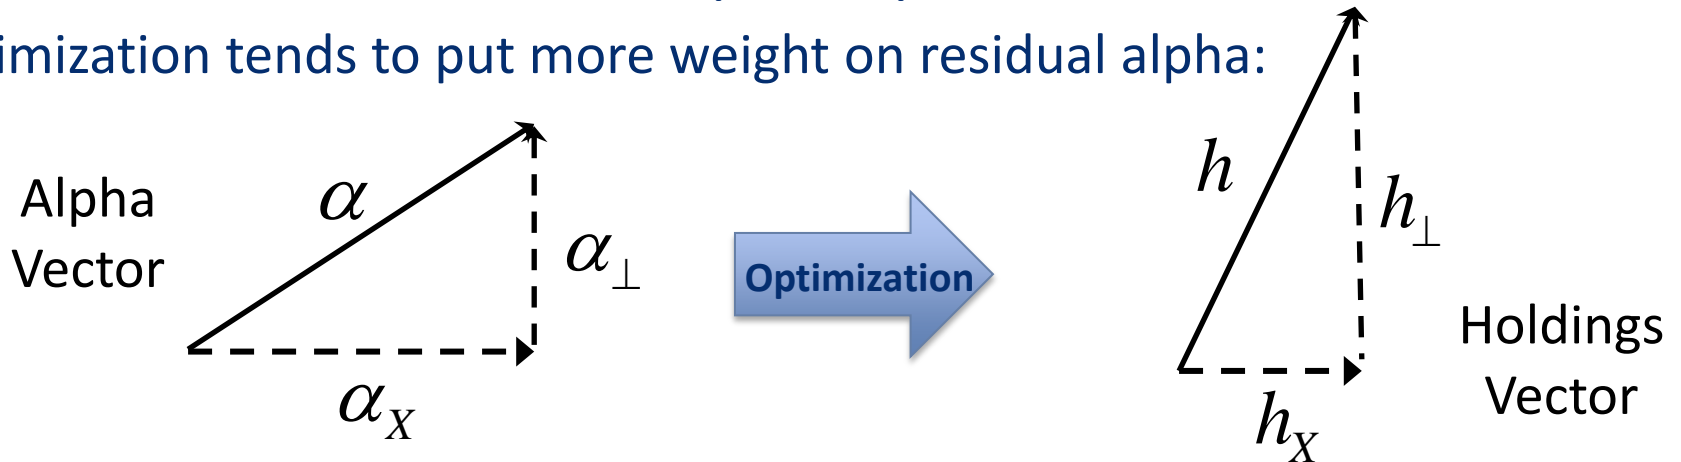 imization tends to put more weight on residual alpha:
Alpha
Vector
α
α⊥
αX
Optimization
h
h⊥
hX
Holdings
Vector